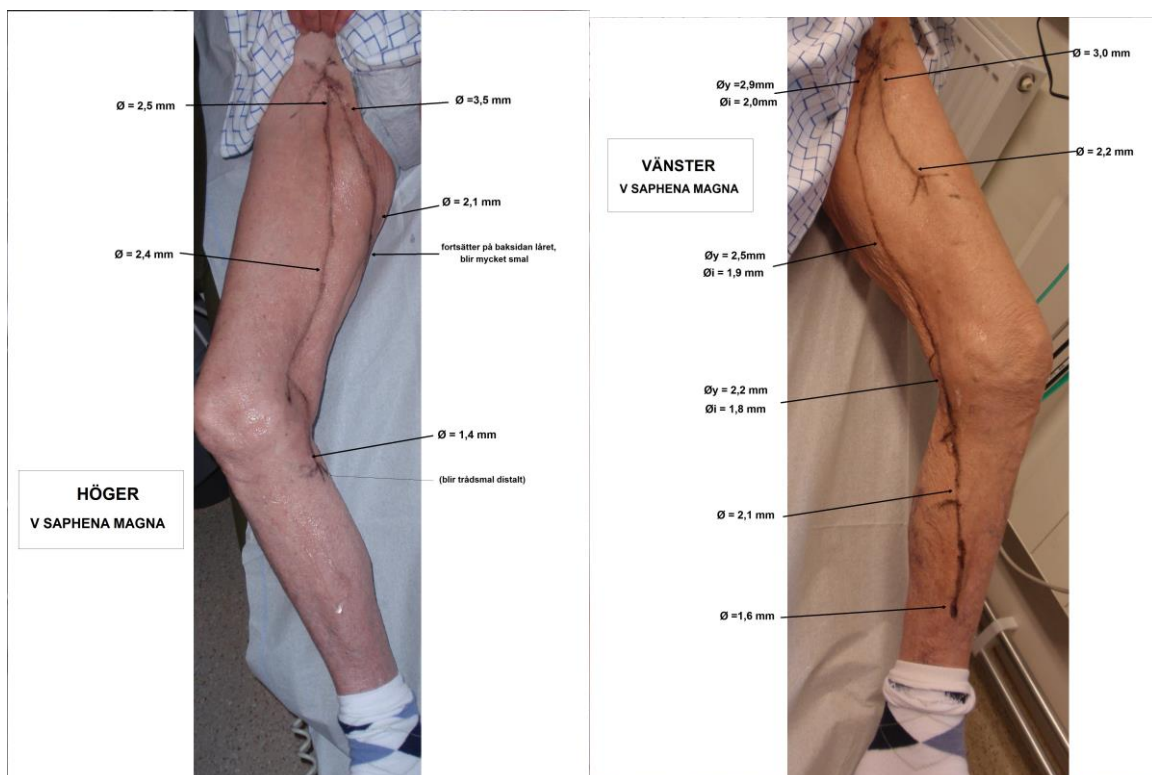 Ø = 2,5 mm
Ø =3,5 mm
Ø = 2,1 mm
fortsätter på baksidan låret,
blir mycket smal
Ø = 2,4 mm
Ø = 1,4 mm
(blir trådsmal distalt)
HÖGER
V SAPHENA MAGNA
Øy = 2,9mm
Øi = 2,0mm
Ø = 3,0 mm
VÄNSTER
V SAPHENA MAGNA
Ø = 2,2 mm
Øy = 2,5mm
Øi = 1,9 mm
Øy = 2,2 mm
Øi = 1,8 mm
Ø = 2,1 mm
Ø =1,6 mm